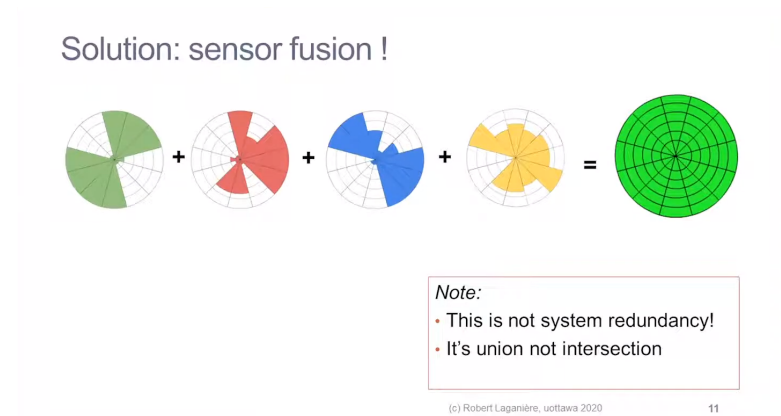 Solution: sensor fusion !
+ + + =
Note:
• This is not system redundancy!
• It's union not intersection
(c) Robert Laganière, uottawa 2020 11